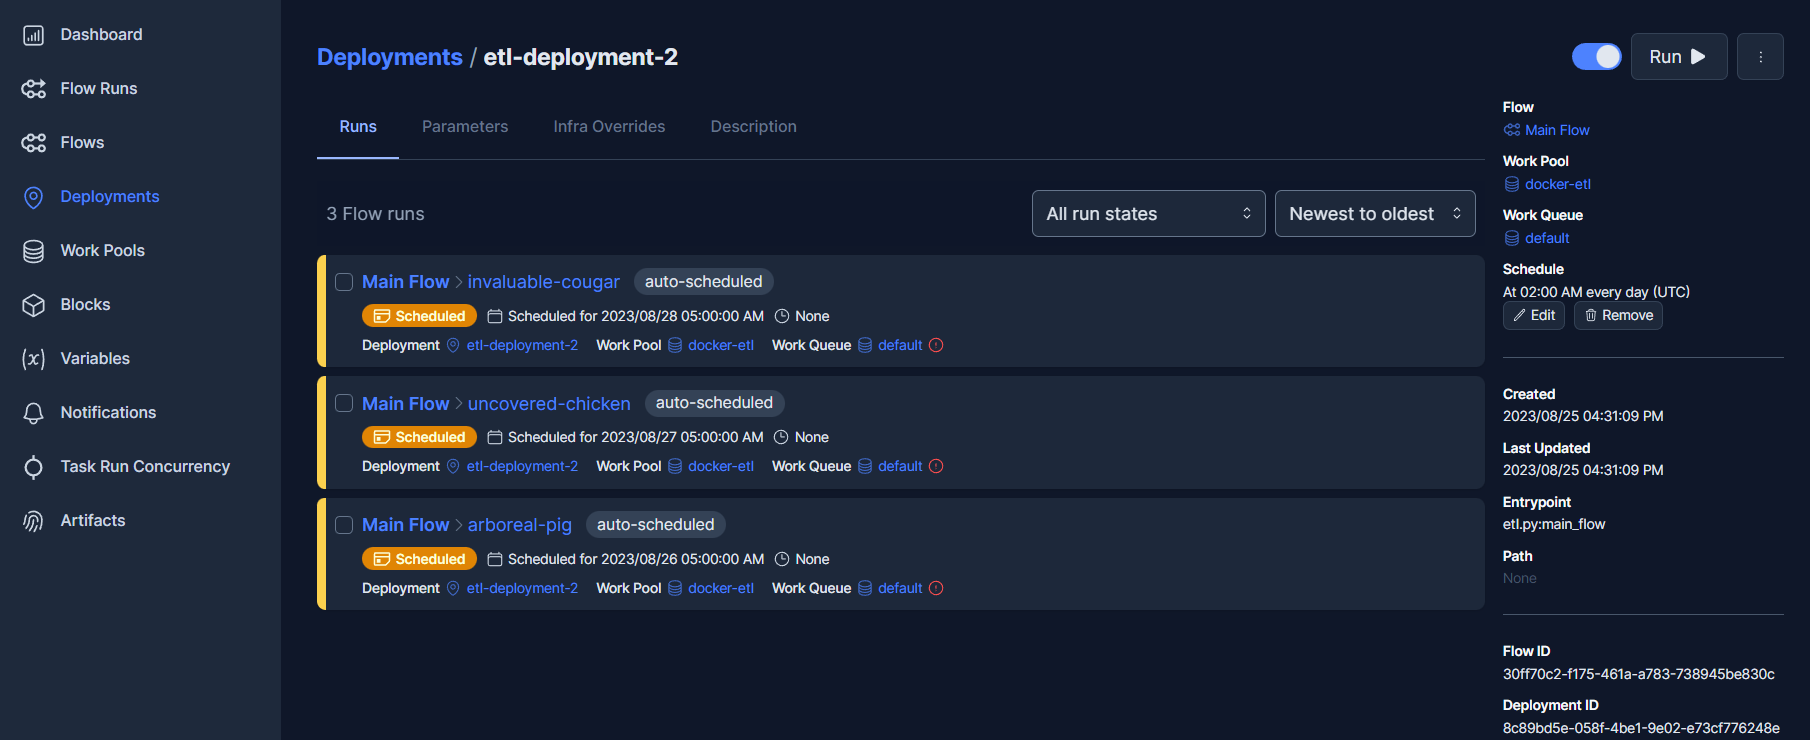 Dashboard
Flow Runs
Flows
Deployments
Work Pools
Blocks
Variables
Notifications
Task Run Concurrency
Artifacts
Deployments / etl-deployment-2
Run
Runs Parameters Infra Overrides Description
3 Flow runs
All run states
Newest to oldest
Main Flow > invaluable-cougar auto-scheduled
Scheduled Scheduled for 2023/08/28 05:00:00 AM None
Deployment etl-deployment-2 Work Pool docker-etl Work Queue default
Main Flow > uncovered-chicken auto-scheduled
Scheduled Scheduled for 2023/08/27 05:00:00 AM None
Deployment etl-deployment-2 Work Pool docker-etl Work Queue default
Main Flow > arboreal-pig auto-scheduled
Scheduled Scheduled for 2023/08/26 05:00:00 AM None
Deployment etl-deployment-2 Work Pool docker-etl Work Queue default
Flow
Main Flow
Work Pool
docker-etl
Work Queue
default
Schedule
At 02:00 AM every day (UTC)
Edit Remove
Created
2023/08/25 04:31:09 PM
Last Updated
2023/08/25 04:31:09 PM
Entrypoint
etl.py:main_flow
Path
None
Flow ID
30ff70c2-f175-461a-a783-738945be830c
Deployment ID
8c89bd5e-058f-4be1-9e02-e73cf776248e